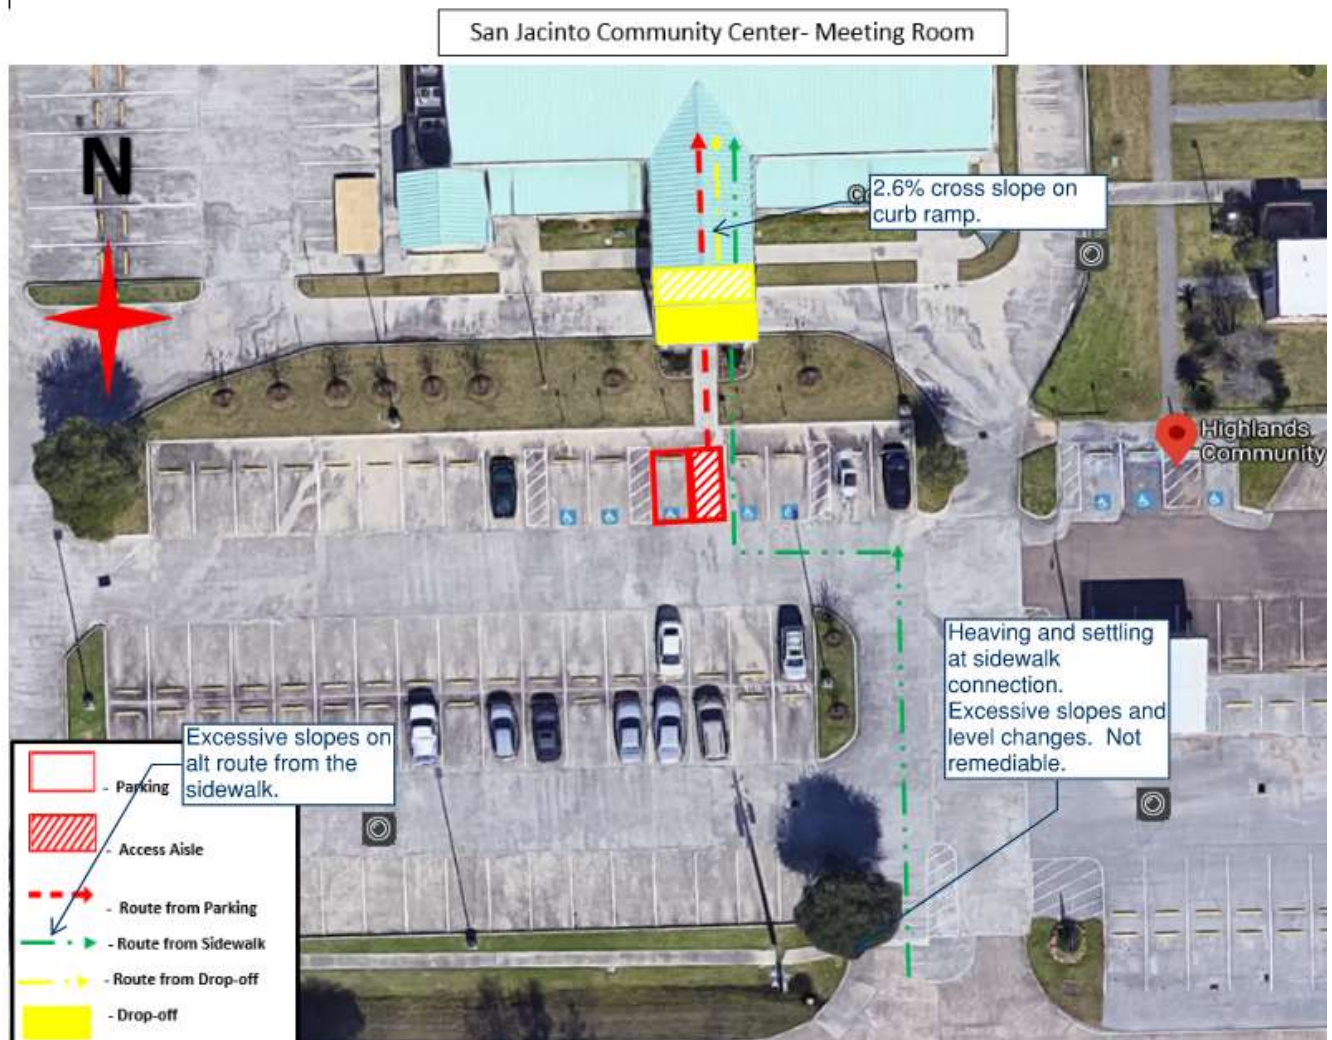 San Jacinto Community Center- Meeting Room
N
2.6% cross slope on
curb ramp.
Highlands
Community
Heaving and settling
at sidewalk
connection.
Excessive slopes and
level changes.  Not
remediable.
Excessive slopes on
alt route from the
sidewalk.
- Parking
- Access Aisle
- Route from Parking
- Route from Sidewalk
- Route from Drop-off
- Drop-off